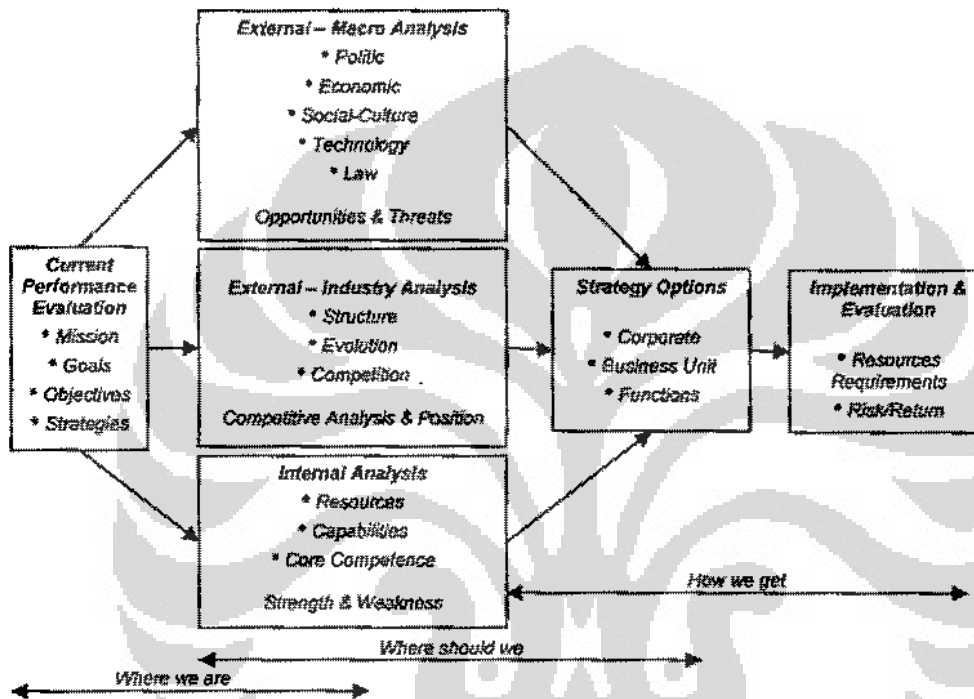 External – Macro Analysis
* Politic
* Economic
* Social-Culture
* Technology
* Law
Opportunities & Threats
Current
Performance
Evaluation
* Mission
* Goals
* Objectives
* Strategies
External – Industry Analysis
* Structure
* Evolution
* Competition
Competitive Analysis & Position
Internal Analysis
* Resources
* Capabilities
* Core Competence
Strength & Weakness
Strategy Options
* Corporate
* Business Unit
* Functions
Implementation &
Evaluation
* Resources
Requirements
* Risk/Return
How we get
Where should we
Where we are